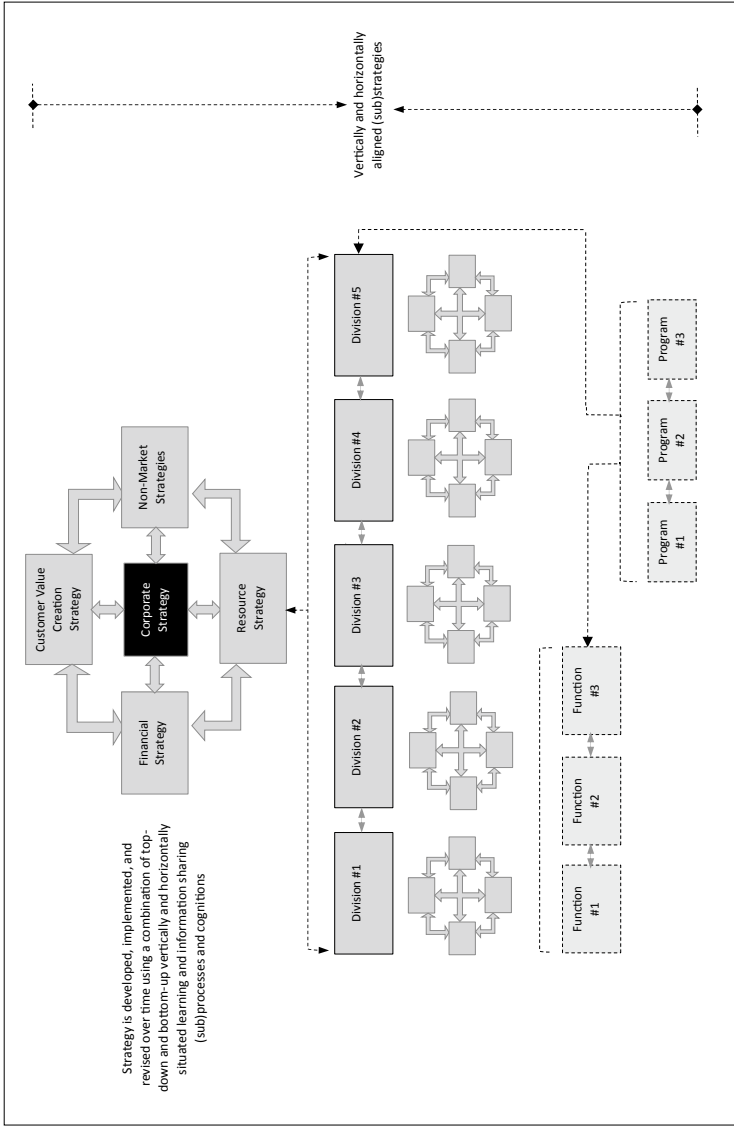 Strategy is developed, implemented, and
revised over time using a combination of top-
down and bottom-up vertically and horizontally
situated learning and information sharing
(sub)processes and cognitions
Customer Value
Creation
Strategy
Financial
Strategy
Corporate
Strategy
Non-Market
Strategies
Resource
Strategy
Division #1
Division #2
Division #3
Division #4
Division #5
Function
#1
Function
#2
Function
#3
Program
#1
Program
#2
Program
#3
Vertically and horizontally
aligned (sub)strategies